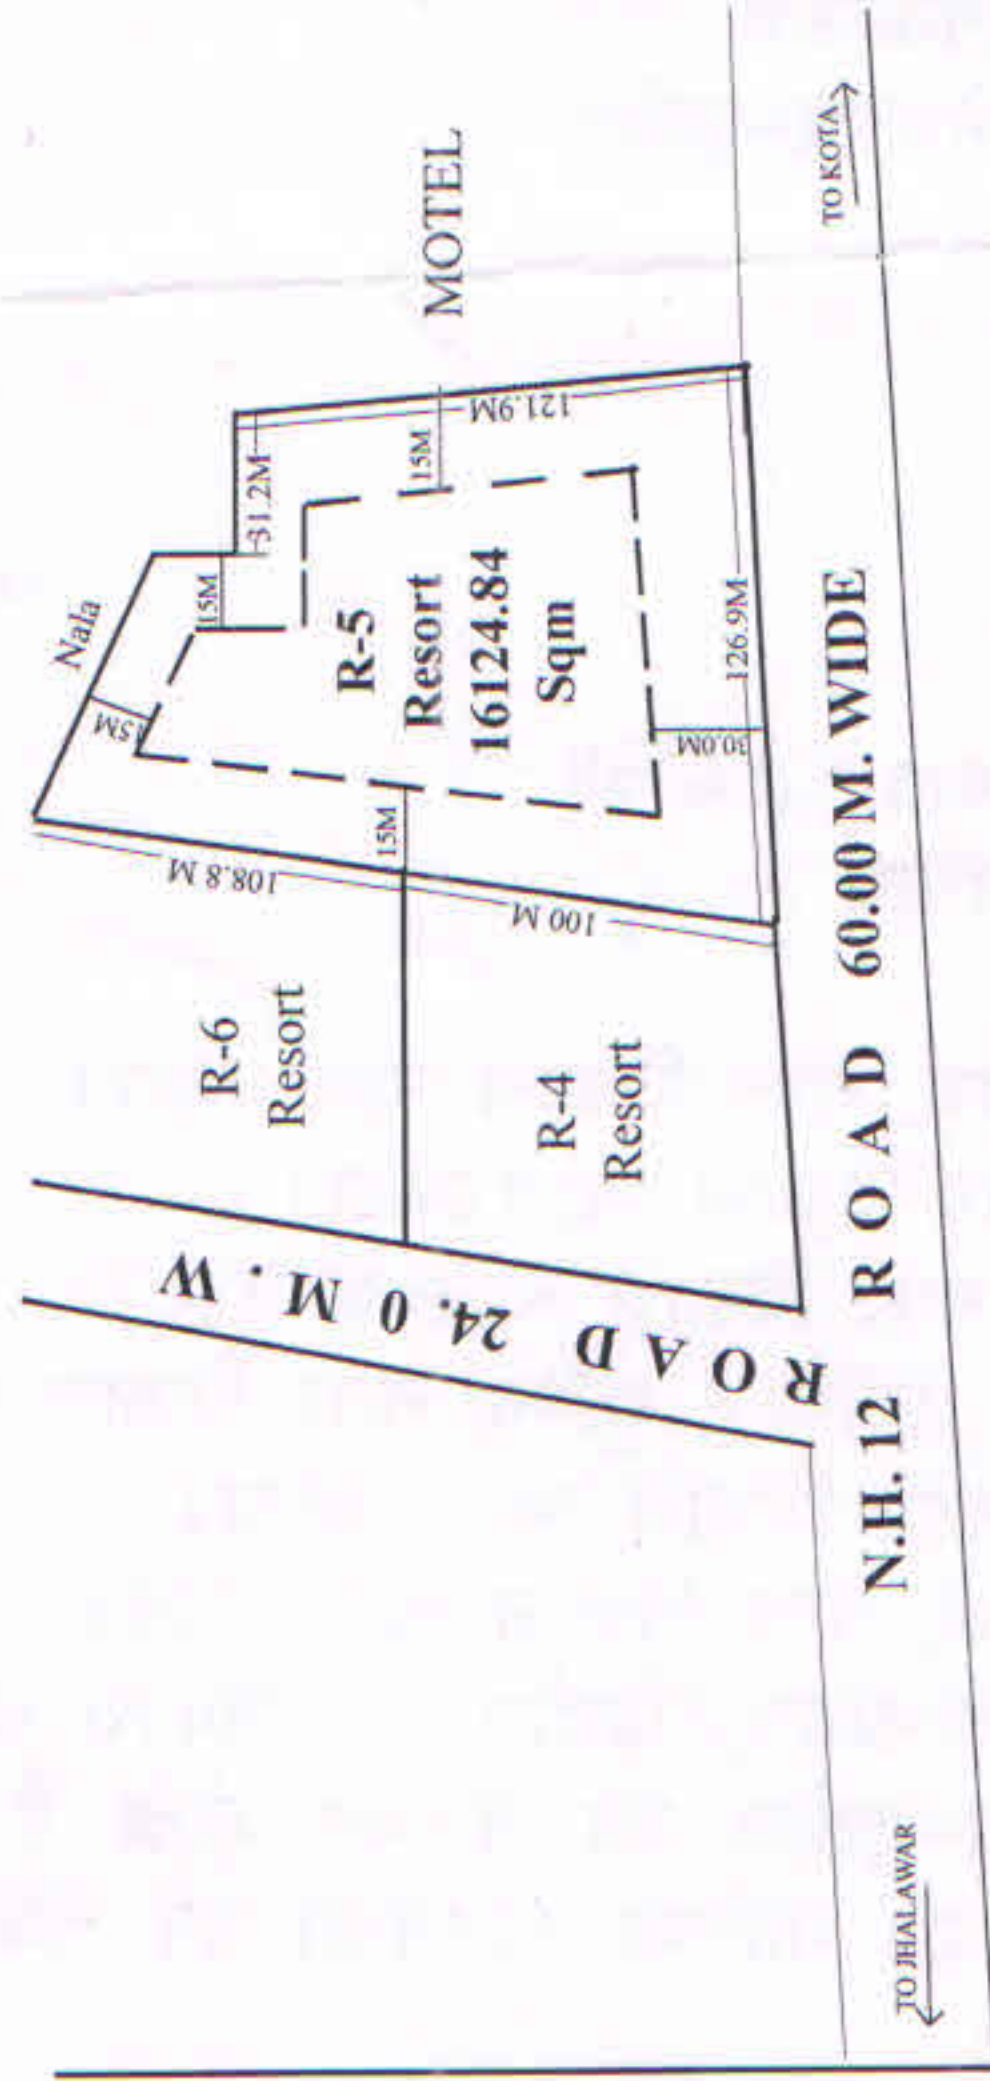 Nala
MOTEL
15M
15M
31.2M
121.9M
15M
R-5
Resort
16124.84
Sqm
15M
108.8 M
100 M
30.0M
126.9M
R-6
Resort
R-4
Resort
ROAD 24.0 M.W
N.H. 12 ROAD 60.00 M. WIDE
TO JHALAWAR
TO KOTA